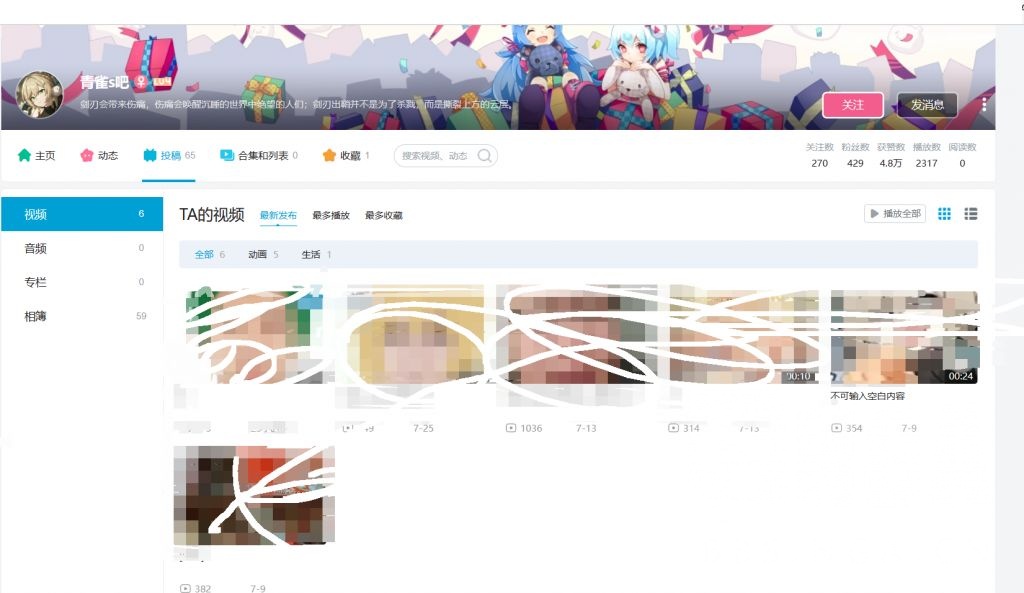 青雀s吧 LV4
剑刃会带来伤痛，伤痛会唤醒沉睡的世界中绝望的人们；剑刃出鞘并不是为了杀戮，而是撕裂上方的云层。
关注 发消息
主页 动态 投稿 65 合集和列表 0 收藏 1 搜索视频、动态
关注数 粉丝数 获赞数 播放数 阅读数
270 429 4.8万 2317 0
视频 6
音频 0
专栏 0
相簿 59
TA的视频 最新发布 最多播放 最多收藏 播放全部
全部 6 动画 5 生活 1
00:10 00:24
不可输入空白内容
7-25 1036 7-13 314 7-13 354 7-9
382 7-9